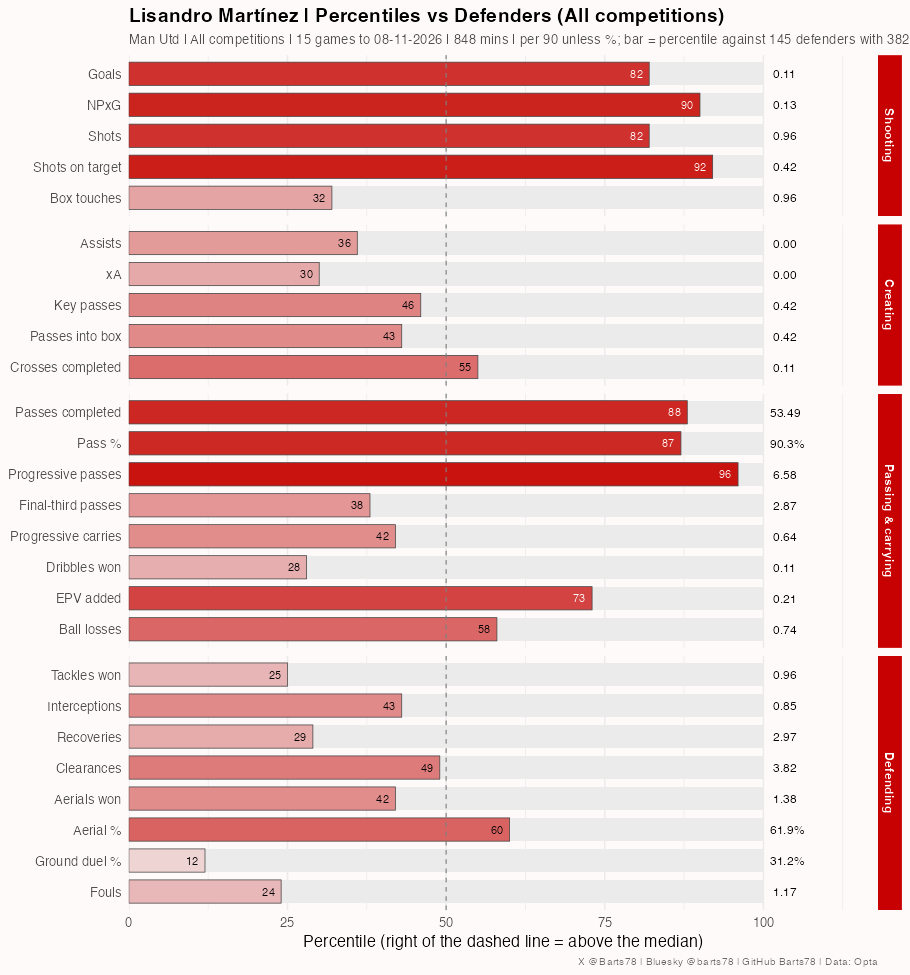 Lisandro Martínez | Percentiles vs Defenders (All competitions)
Man Utd | All competitions | 15 games to 08-11-2026 | 848 mins | per 90 unless %; bar = percentile against 145 defenders with 382
Goals 82 0.11
NPxG 90 0.13
Shots 82 0.96
Shots on target 92 0.42
Box touches 32 0.96
Shooting
Assists 36 0.00
xA 30 0.00
Key passes 46 0.42
Passes into box 43 0.42
Crosses completed 55 0.11
Creating
Passes completed 88 53.49
Pass % 87 90.3%
Progressive passes 96 6.58
Final-third passes 38 2.87
Progressive carries 42 0.64
Dribbles won 28 0.11
EPV added 73 0.21
Ball losses 58 0.74
Passing & carrying
Tackles won 25 0.96
Interceptions 43 0.85
Recoveries 29 2.97
Clearances 49 3.82
Aerials won 42 1.38
Aerial % 60 61.9%
Ground duel % 12 31.2%
Fouls 24 1.17
Defending
0 25 50 75 100
Percentile (right of the dashed line = above the median)
X @Barts78 | Bluesky @barts78 | GitHub Barts78 | Data: Opta